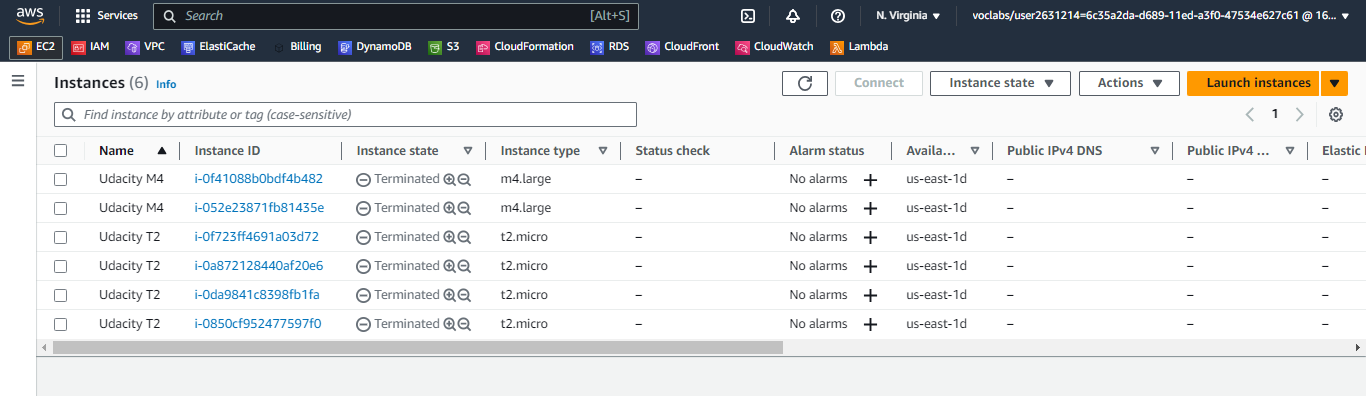 aws Services Search [Alt+S] N. Virginia voclabs/user2631214=6c35a2da-d689-11ed-a3f0-47534e627c61 @ 16...
EC2 IAM VPC ElastiCache Billing DynamoDB S3 CloudFormation RDS CloudFront CloudWatch Lambda
Instances (6) Info Connect Instance state Actions Launch instances
Find instance by attribute or tag (case-sensitive) 1
Name Instance ID Instance state Instance type Status check Alarm status Availa... Public IPv4 DNS Public IPv4 ... Elastic
Udacity M4 i-0f41088b0bdf4b482 Terminated m4.large – No alarms + us-east-1d – – –
Udacity M4 i-052e23871fb81435e Terminated m4.large – No alarms + us-east-1d – – –
Udacity T2 i-0f723ff4691a03d72 Terminated t2.micro – No alarms + us-east-1d – – –
Udacity T2 i-0a872128440af20e6 Terminated t2.micro – No alarms + us-east-1d – – –
Udacity T2 i-0da9841c8398fb1fa Terminated t2.micro – No alarms + us-east-1d – – –
Udacity T2 i-0850cf952477597f0 Terminated t2.micro – No alarms + us-east-1d – – –